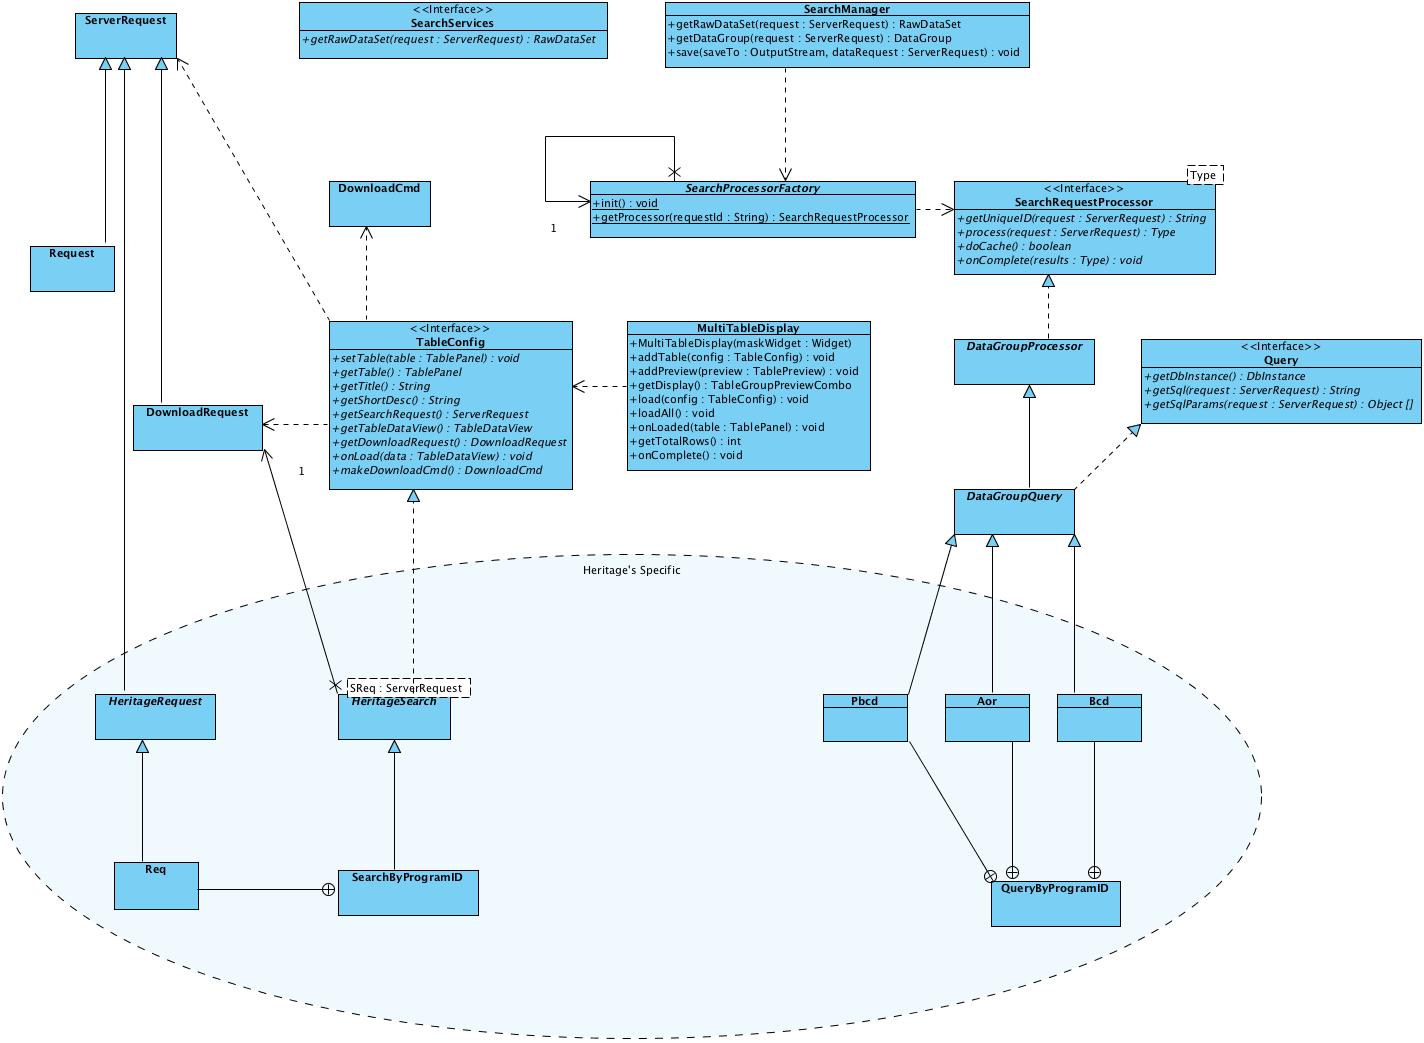 ServerRequest
<<Interface>>
SearchServices
+getRawDataSet(request : ServerRequest) : RawDataSet
SearchManager
+getRawDataSet(request : ServerRequest) : RawDataSet
+getDataGroup(request : ServerRequest) : DataGroup
+save(saveTo : OutputStream, dataRequest : ServerRequest) : void
DownloadCmd
SearchProcessorFactory
+init() : void
+getProcessor(requestId : String) : SearchRequestProcessor
1
Type
<<Interface>>
SearchRequestProcessor
+getUniqueID(request : ServerRequest) : String
+process(request : ServerRequest) : Type
+doCache() : boolean
+onComplete(results : Type) : void
Request
<<Interface>>
TableConfig
+setTable(table : TablePanel) : void
+getTable() : TablePanel
+getTitle() : String
+getShortDesc() : String
+getSearchRequest() : ServerRequest
+getTableDataView() : TableDataView
+getDownloadRequest() : DownloadRequest
+onLoad(data : TableDataView) : void
+makeDownloadCmd() : DownloadCmd
MultiTableDisplay
+MultiTableDisplay(maskWidget : Widget)
+addTable(config : TableConfig) : void
+addPreview(preview : TablePreview) : void
+getDisplay() : TableGroupPreviewCombo
+load(config : TableConfig) : void
+loadAll() : void
+onLoaded(table : TablePanel) : void
+getTotalRows() : int
+onComplete() : void
DataGroupProcessor
<<Interface>>
Query
+getDbInstance() : DbInstance
+getSql(request : ServerRequest) : String
+getSqlParams(request : ServerRequest) : Object []
DownloadRequest
1
DataGroupQuery
Heritage's Specific
SReq : ServerRequest
HeritageRequest
HeritageSearch
Pbcd
Aor
Bcd
Req
SearchByProgramID
QueryByProgramID